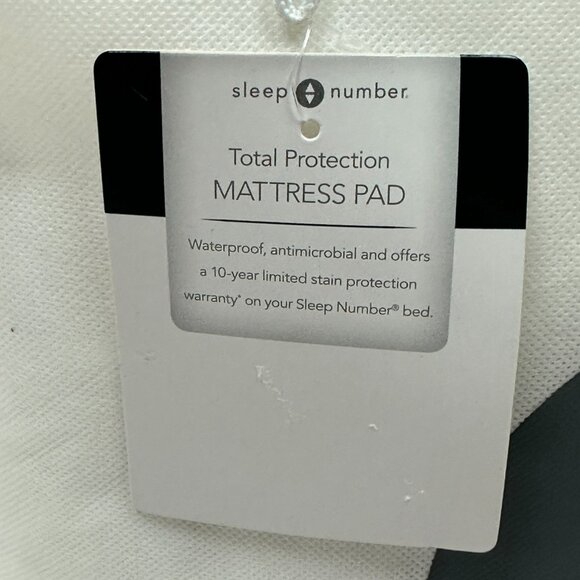 sleep number®
Total Protection
MATTRESS PAD
Waterproof, antimicrobial and offers
a 10-year limited stain protection
warranty* on your Sleep Number® bed.